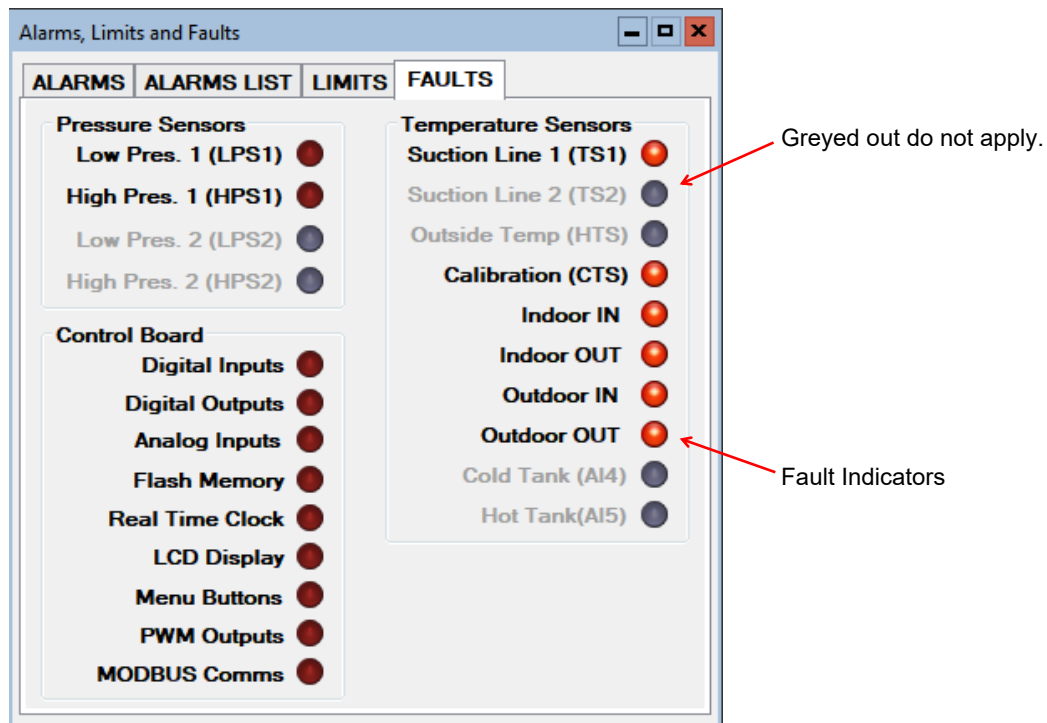 Alarms, Limits and Faults
ALARMS ALARMS LIST LIMITS FAULTS
Pressure Sensors
Low Pres. 1 (LPS1)
High Pres. 1 (HPS1)
Low Pres. 2 (LPS2)
High Pres. 2 (HPS2)
Control Board
Digital Inputs
Digital Outputs
Analog Inputs
Flash Memory
Real Time Clock
LCD Display
Menu Buttons
PWM Outputs
MODBUS Comms
Temperature Sensors
Suction Line 1 (TS1)
Suction Line 2 (TS2)
Outside Temp (HTS)
Calibration (CTS)
Indoor IN
Indoor OUT
Outdoor IN
Outdoor OUT
Cold Tank (AI4)
Hot Tank(AI5)
Greyed out do not apply.
Fault Indicators